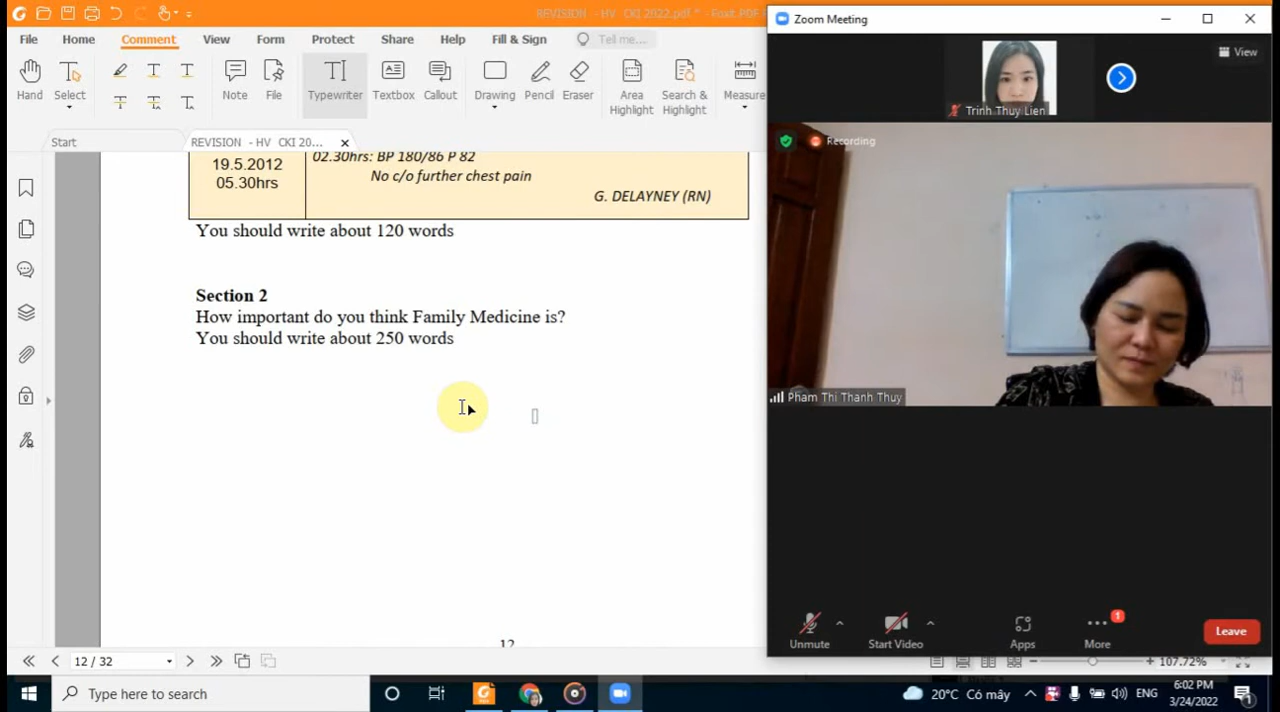 REVISION - HV CKI 2022.pdf * - Foxit PDF
File Home Comment View Form Protect Share Help Fill & Sign Tell me...
Hand Select Note File Typewriter Textbox Callout Drawing Pencil Eraser Area Highlight Search & Highlight Measure
Start REVISION - HV CKI 20...
19.5.2012
05.30hrs
02.30hrs: BP 180/86 P 82
No c/o further chest pain
G. DELAYNEY (RN)
You should write about 120 words
Section 2
How important do you think Family Medicine is?
You should write about 250 words
12
12 / 32
107.72%
Zoom Meeting
View
Trinh Thuy Lien
Recording
Pham Thi Thanh Thuy
Unmute Start Video Apps More 1 Leave
Type here to search
20°C Có mây ENG
6:02 PM
3/24/2022
1